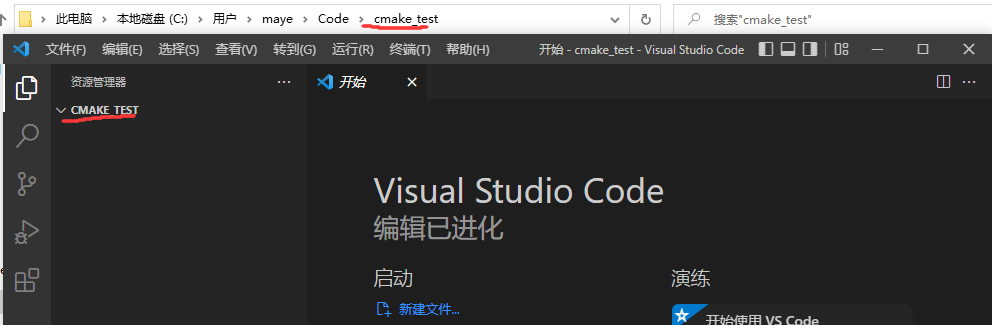 此电脑 > 本地磁盘 (C:) > 用户 > maye > Code > cmake_test
搜索"cmake_test"
文件(F) 编辑(E) 选择(S) 查看(V) 转到(G) 运行(R) 终端(T) 帮助(H) 开始 - cmake_test - Visual Studio Code
资源管理器 ···
开始
CMAKE_TEST
Visual Studio Code
编辑已进化
启动
新建文件...
演练
开始使用 VS Code